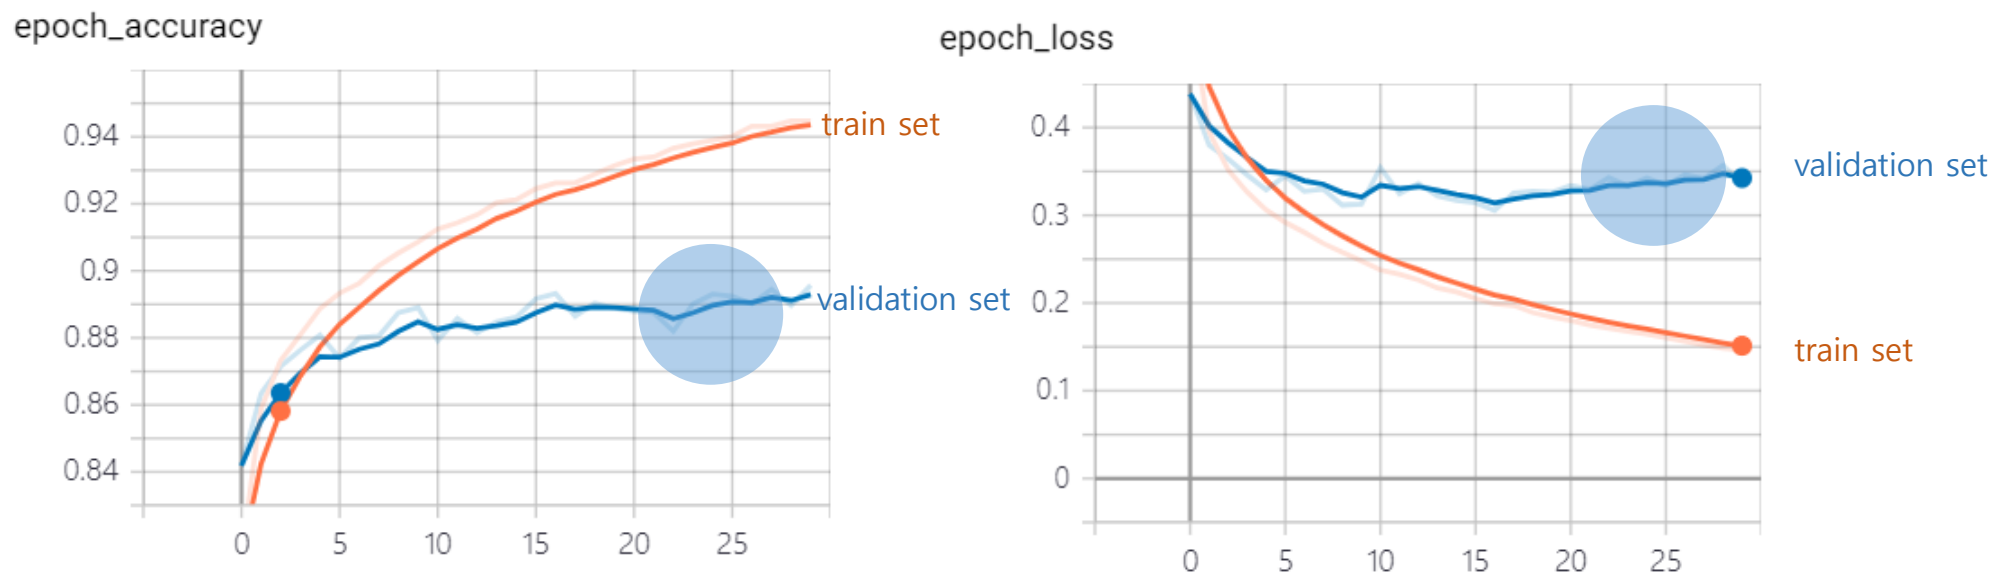 epoch_accuracy
0.94
0.92
0.9
0.88
0.86
0.84
0 5 10 15 20 25
train set
validation set
epoch_loss
0.4
0.3
0.2
0.1
0
0 5 10 15 20 25
validation set
train set